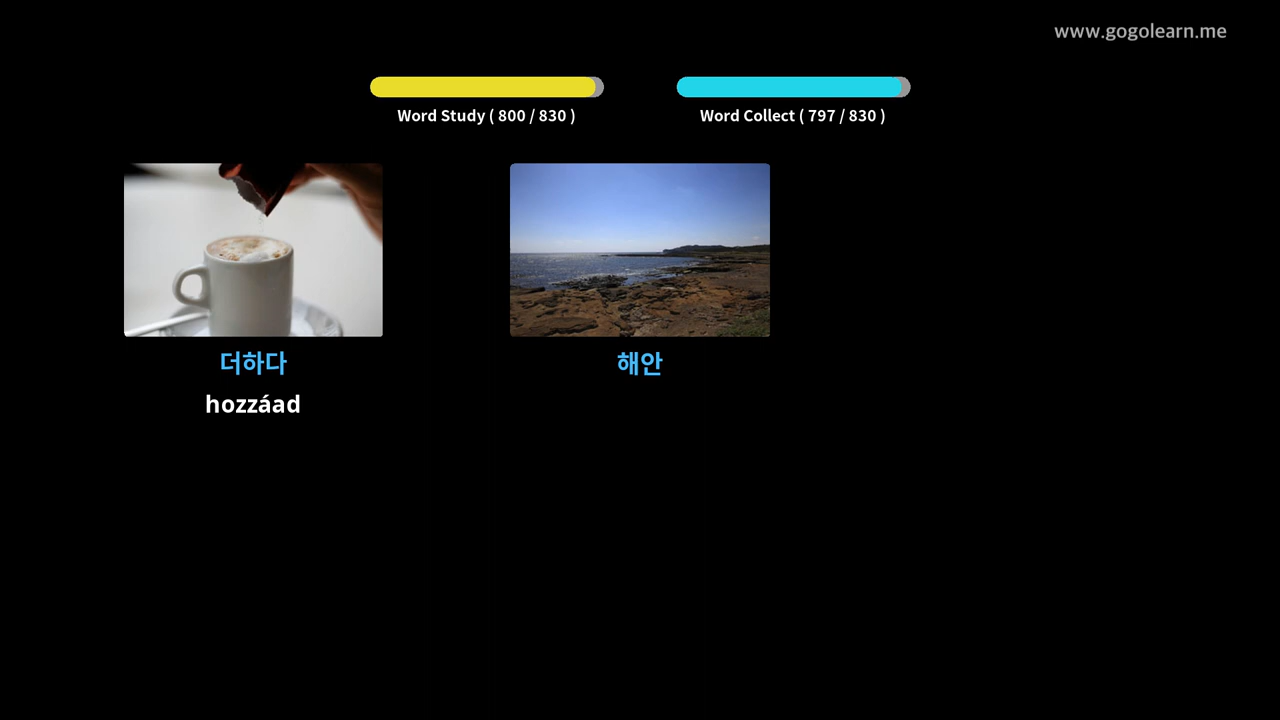 www.gogolearn.me
Word Study ( 800 / 830 )
Word Collect ( 797 / 830 )
더하다
해안
hozzáad